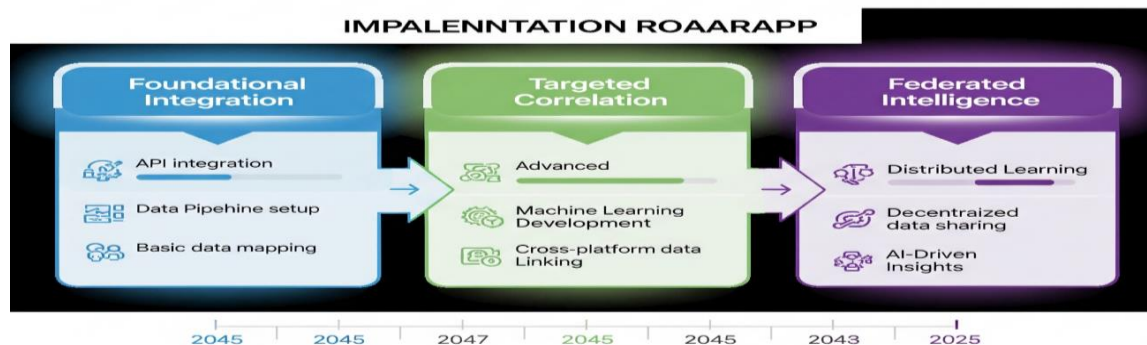 IMPALENNTATION ROAARAPP
Foundational
Integration
API integration
Data Pipehine setup
Basic data mapping
Targeted
Correlation
Advanced
Machine Learning
Development
Cross-platform data
Linking
Federated
Intelligence
Distributed Learning
Decentraized
data sharing
AI-Driven
Insights
2045 2045 2047 2045 2045 2043 2025